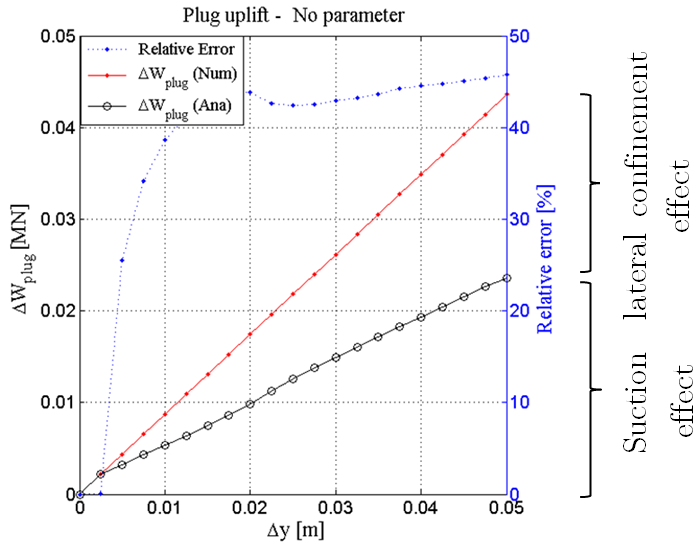 Plug uplift - No parameter
Relative Error
ΔW_plug (Num)
ΔW_plug (Ana)
0.05
0.04
0.03
0.02
0.01
0
ΔW_plug [MN]
0
0.01
0.02
0.03
0.04
0.05
Δy [m]
50
40
30
20
10
0
Relative error [%]
Suction lateral confinement
effect effect